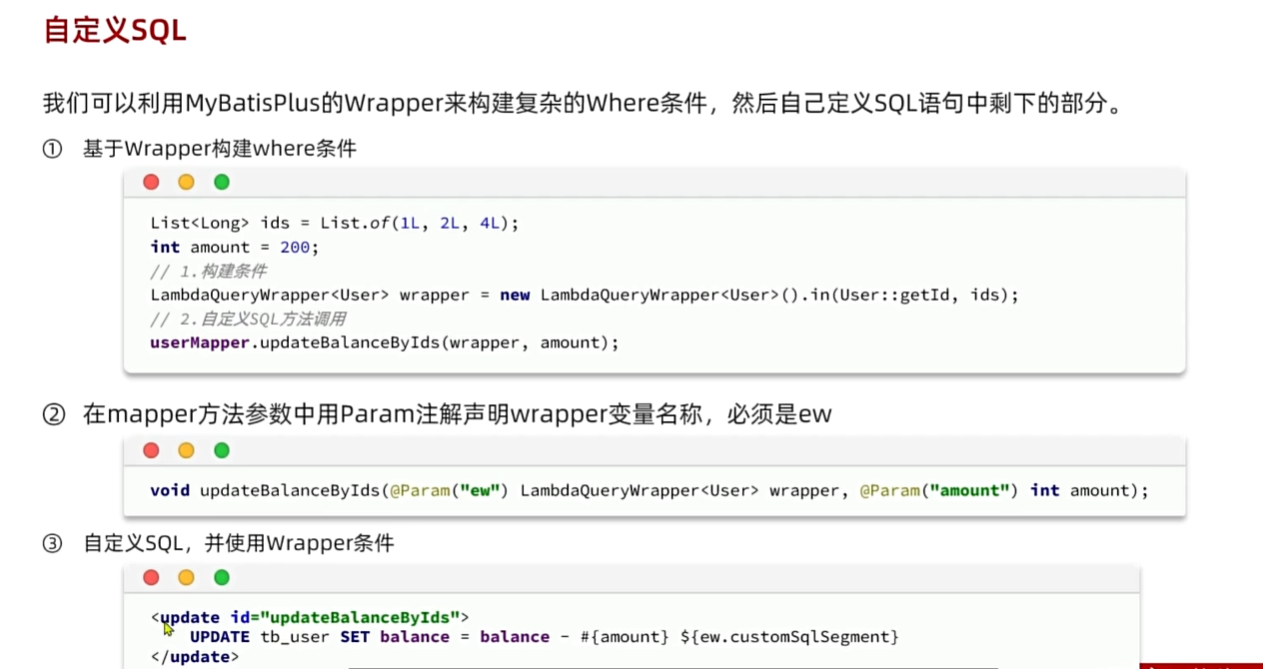 自定义SQL
我们可以利用MyBatisPlus的Wrapper来构建复杂的Where条件，然后自己定义SQL语句中剩下的部分。
① 基于Wrapper构建where条件
List<Long> ids = List.of(1L, 2L, 4L);
int amount = 200;
// 1.构建条件
LambdaQueryWrapper<User> wrapper = new LambdaQueryWrapper<User>().in(User::getId, ids);
// 2.自定义SQL方法调用
userMapper.updateBalanceByIds(wrapper, amount);
② 在mapper方法参数中用Param注解声明wrapper变量名称，必须是ew
void updateBalanceByIds(@Param("ew") LambdaQueryWrapper<User> wrapper, @Param("amount") int amount);
③ 自定义SQL，并使用Wrapper条件
<update id="updateBalanceByIds">
UPDATE tb_user SET balance = balance - #{amount} ${ew.customSqlSegment}
</update>